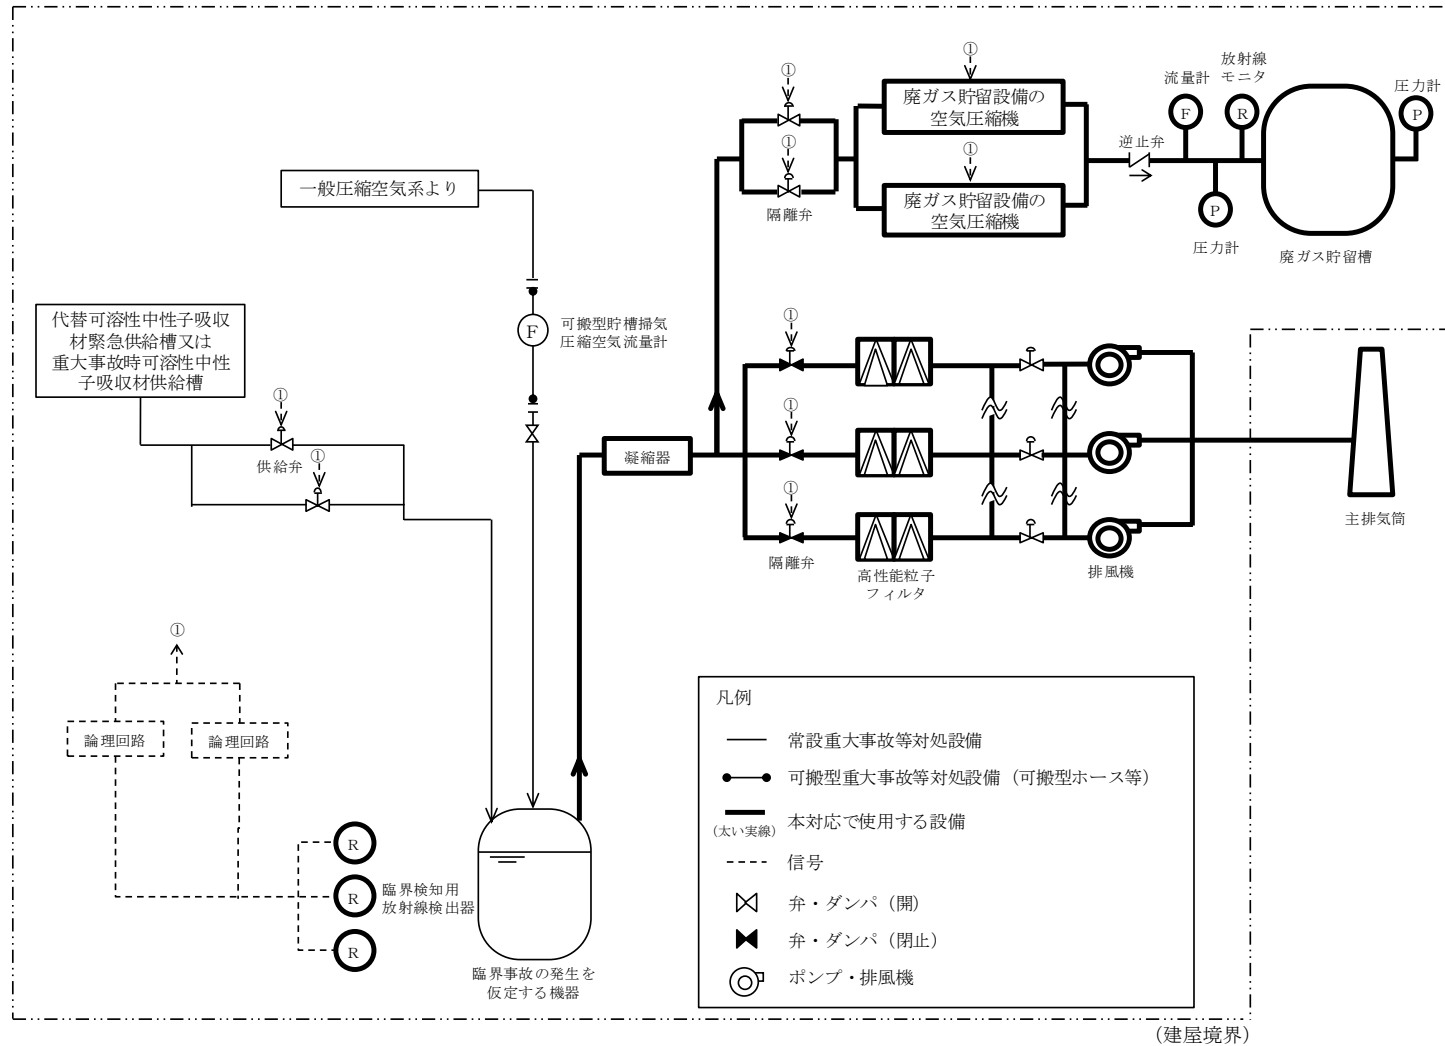 ①
①
廃ガス貯留設備の
空気圧縮機
①
①
廃ガス貯留設備の
空気圧縮機
隔離弁
逆止弁
流量計
F
放射線
モニタ
R
圧力計
P
P
圧力計
廃ガス貯留槽
一般圧縮空気系より
F
可搬型貯槽掃気
圧縮空気流量計
代替可溶性中性子吸収
材緊急供給槽又は
重大事故時可溶性中性
子吸収材供給槽
①
供給弁
①
凝縮器
①
①
①
隔離弁
高性能粒子
フィルタ
排風機
主排気筒
①
論理回路
論理回路
R
R
R
臨界検知用
放射線検出器
臨界事故の発生を
仮定する機器
凡例
常設重大事故等対処設備
可搬型重大事故等対処設備（可搬型ホース等）
(太い実線)
本対応で使用する設備
信号
弁・ダンパ（開）
弁・ダンパ（閉止）
ポンプ・排風機
（建屋境界）